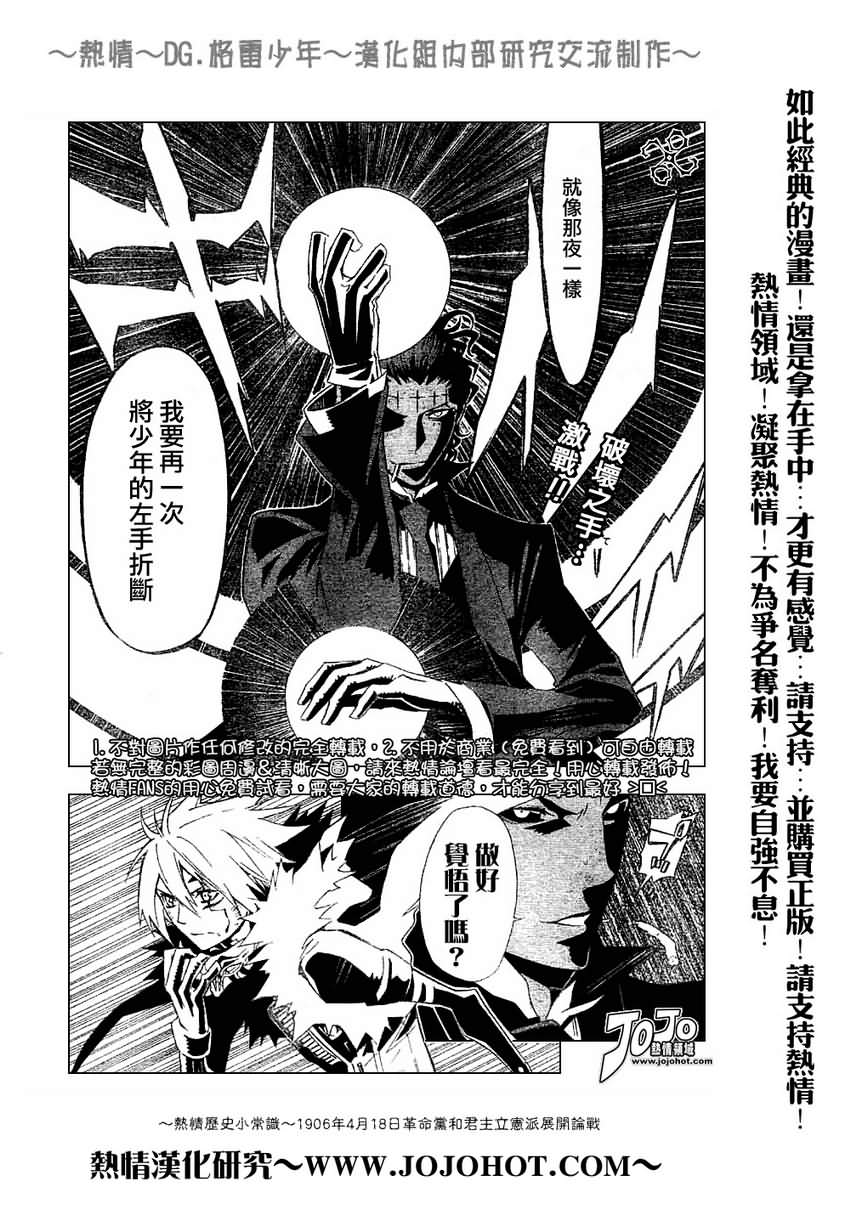 ～熱情～DG.格雷少年～漢化組內部研究交流制作～
如此經典的漫畫！還是拿在手中…才更有感覺…請支持…並購買正版！請支持熱情！
熱情領域！凝聚熱情！不為爭名奪利！我要自強不息！
就像那夜一樣
破壞之手…
激戰!!
我要再一次
將少年的左手折斷
1.不對圖片作任何修改的完全轉載，2.不用於商業(免費看到) 可自由轉載
若無完整的彩圖周漫&清晰大圖，請來熱情論壇看最完全！用心轉載發佈！
熱情FANS的用心免費試看，需要大家的轉載道德，才能分享到最好 >口<
做好
覺悟了嗎？
JOJO
熱情領域
www.jojohot.com
～熱情歷史小常識～1906年4月18日革命黨和君主立憲派展開論戰
熱情漢化研究～WWW.JOJOHOT.COM～